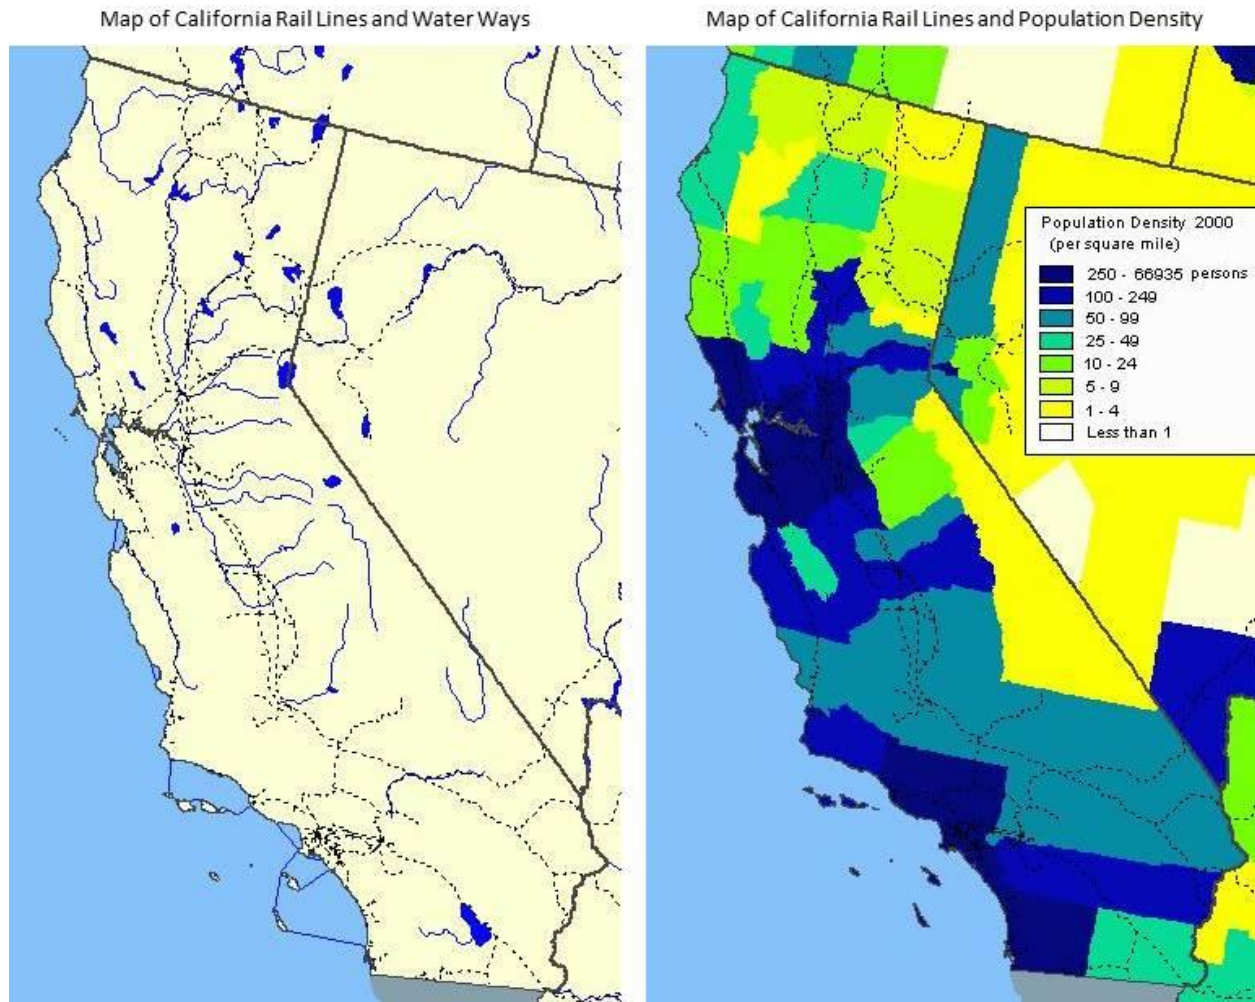 Map of California Rail Lines and Water Ways
Map of California Rail Lines and Population Density
Population Density 2000
(per square mile)
250 - 66935 persons
100 - 249
50 - 99
25 - 49
10 - 24
5 - 9
1 - 4
Less than 1